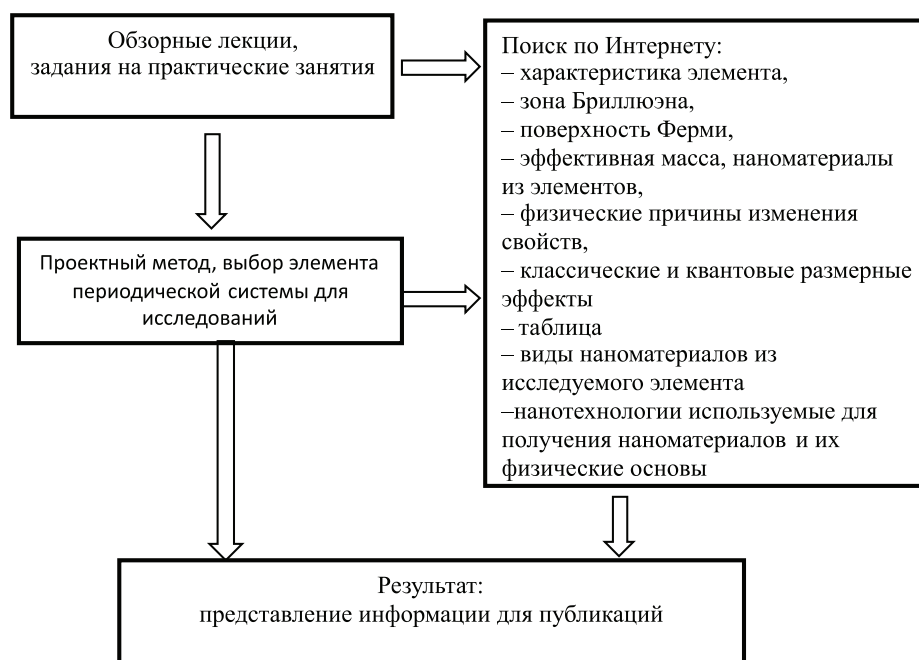 Обзорные лекции,
задания на практические занятия
Поиск по Интернету:
– характеристика элемента,
– зона Бриллюэна,
– поверхность Ферми,
– эффективная масса, наноматериалы
из элементов,
– физические причины изменения
свойств,
– классические и квантовые размерные
эффекты
– таблица
– виды наноматериалов из
исследуемого элемента
–нанотехнологии используемые для
получения наноматериалов и их
физические основы
Проектный метод, выбор элемента
периодической системы для
исследований
Результат:
представление информации для публикаций